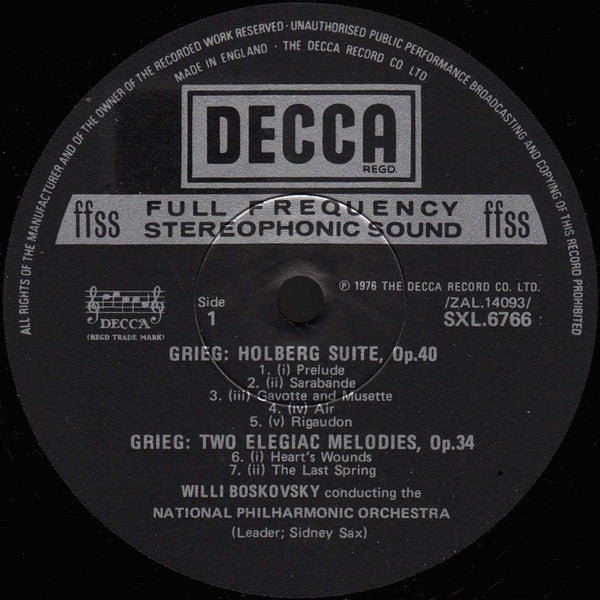 ALL RIGHTS OF THE MANUFACTURER AND OF THE OWNER OF THE RECORDED WORK RESERVED · UNAUTHORISED PUBLIC PERFORMANCE BROADCASTING AND COPYING OF THIS RECORD PROHIBITED
MADE IN ENGLAND · THE DECCA RECORD CO. LTD.
DECCA
REGD.
ffss FULL FREQUENCY ffss
STEREOPHONIC SOUND
℗ 1976 THE DECCA RECORD CO. LTD.
DECCA
(REGD TRADE MARK)
Side
1
/ZAL.14093/
SXL.6766
GRIEG: HOLBERG SUITE, Op.40
1. (i) Prelude
2. (ii) Sarabande
3. (iii) Gavotte and Musette
4. (iv) Air
5. (v) Rigaudon
GRIEG: TWO ELEGIAC MELODIES, Op.34
6. (i) Heart's Wounds
7. (ii) The Last Spring
WILLI BOSKOVSKY conducting the
NATIONAL PHILHARMONIC ORCHESTRA
(Leader; Sidney Sax)